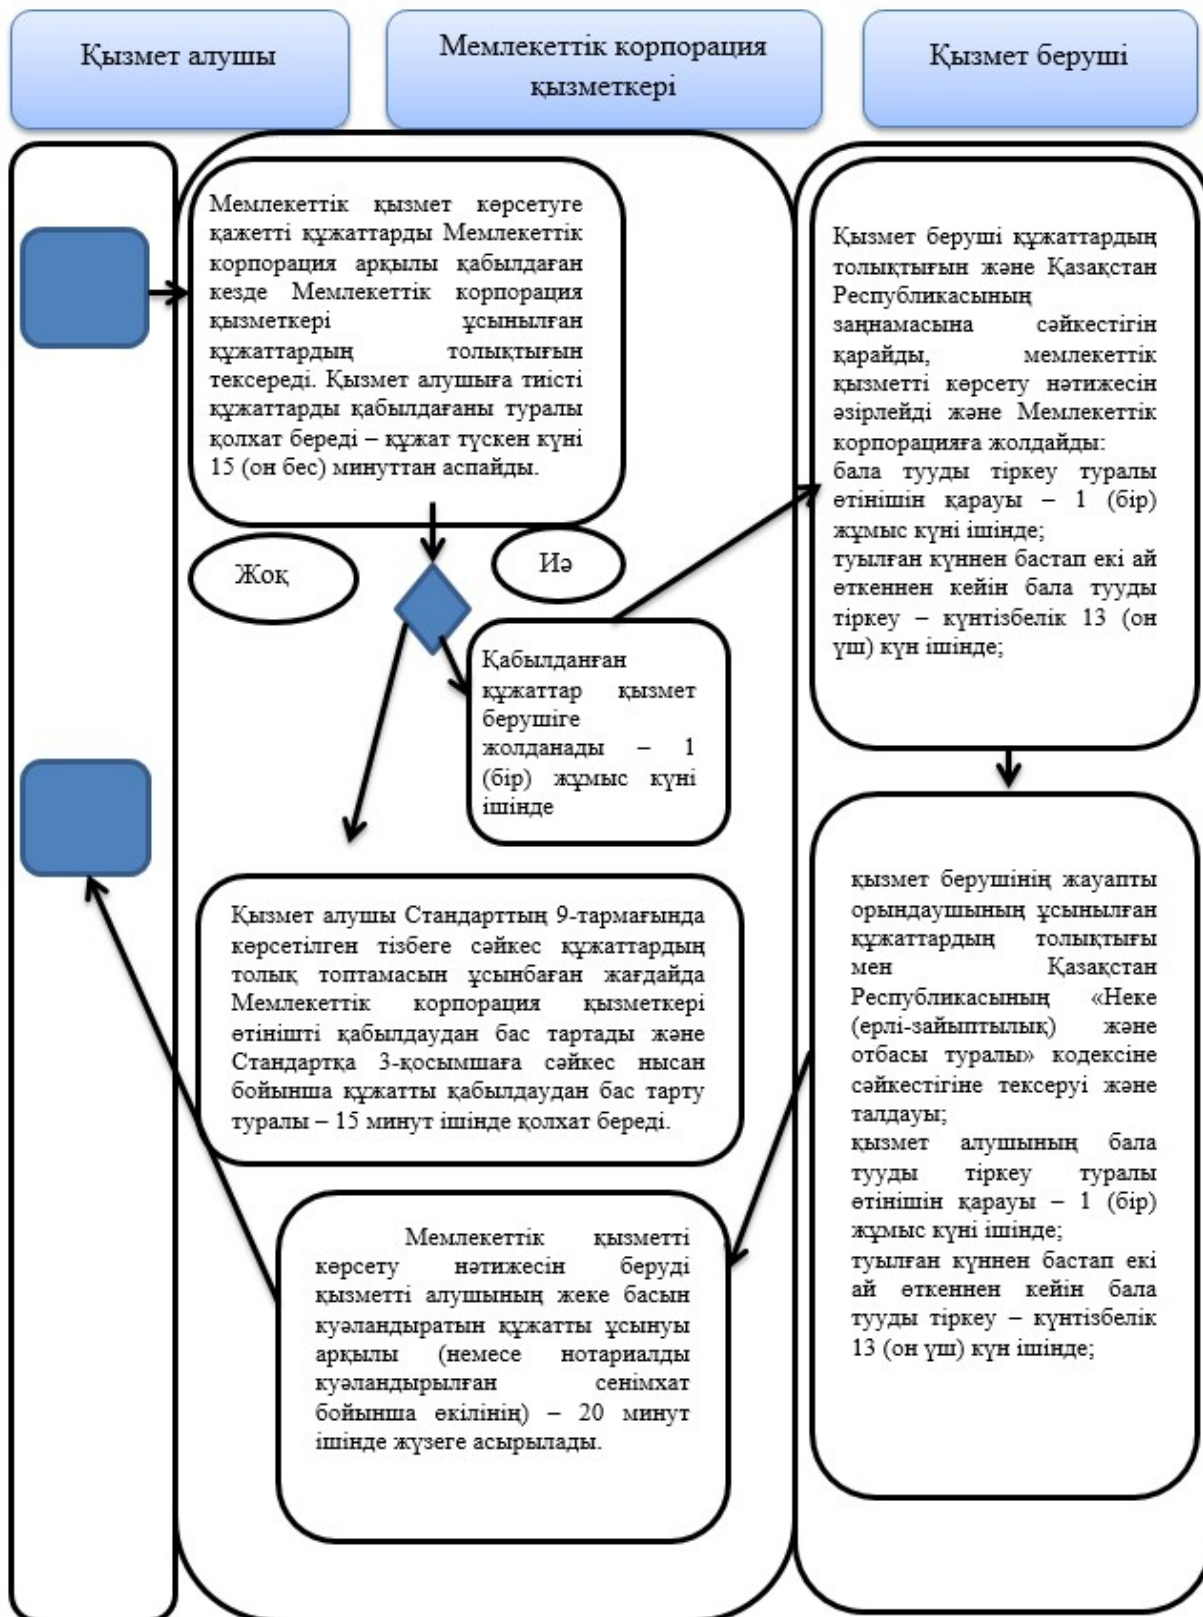 Қызмет алушы
Мемлекеттік корпорация
қызметкері
Қызмет беруші
Мемлекеттік қызмет көрсетуге
қажетті құжаттарды Мемлекеттік
корпорация арқылы қабылдаған
кезде Мемлекеттік корпорация
қызметкері ұсынылған
құжаттардың толықтығын
тексереді. Қызмет алушыға тиісті
құжаттарды қабылдағаны туралы
қолхат береді – құжат түскен күні
15 (он бес) минуттан аспайды.
Жоқ
Иә
Қабылданған
құжаттар қызмет
берушіге
жолданады – 1
(бір) жұмыс күні
ішінде
Қызмет беруші құжаттардың
толықтығын және Қазақстан
Республикасының
заңнамасына сәйкестігін
қарайды, мемлекеттік
қызметті көрсету нәтижесін
әзірлейді және Мемлекеттік
корпорацияға жолдайды:
бала тууды тіркеу туралы
өтінішін қарауы – 1 (бір)
жұмыс күні ішінде;
туылған күннен бастап екі ай
өткеннен кейін бала тууды
тіркеу – күнтізбелік 13 (он
үш) күн ішінде;
Қызмет алушы Стандарттың 9-тармағында
көрсетілген тізбеге сәйкес құжаттардың
толық топтамасын ұсынбаған жағдайда
Мемлекеттік корпорация қызметкері
өтінішті қабылдаудан бас тартады және
Стандартқа 3-қосымшаға сәйкес нысан
бойынша құжатты қабылдаудан бас тарту
туралы – 15 минут ішінде қолхат береді.
қызмет берушінің жауапты
орындаушының ұсынылған
құжаттардың толықтығы
мен Қазақстан
Республикасының «Неке
(ерлі-зайыптылық) және
отбасы туралы» кодексіне
сәйкестігіне тексеруі және
талдауы;
қызмет алушының бала
тууды тіркеу туралы
өтінішін қарауы – 1 (бір)
жұмыс күні ішінде;
туылған күннен бастап екі
ай өткеннен кейін бала
тууды тіркеу – күнтізбелік
13 (он үш) күн ішінде;
Мемлекеттік қызметті
көрсету нәтижесін беруді
қызметті алушының жеке басын
куәландыратын құжатты ұсынуы
арқылы (немесе нотариалды
куәландырылған сенімхат
бойынша өкілінің) – 20 минут
ішінде жүзеге асырылады.